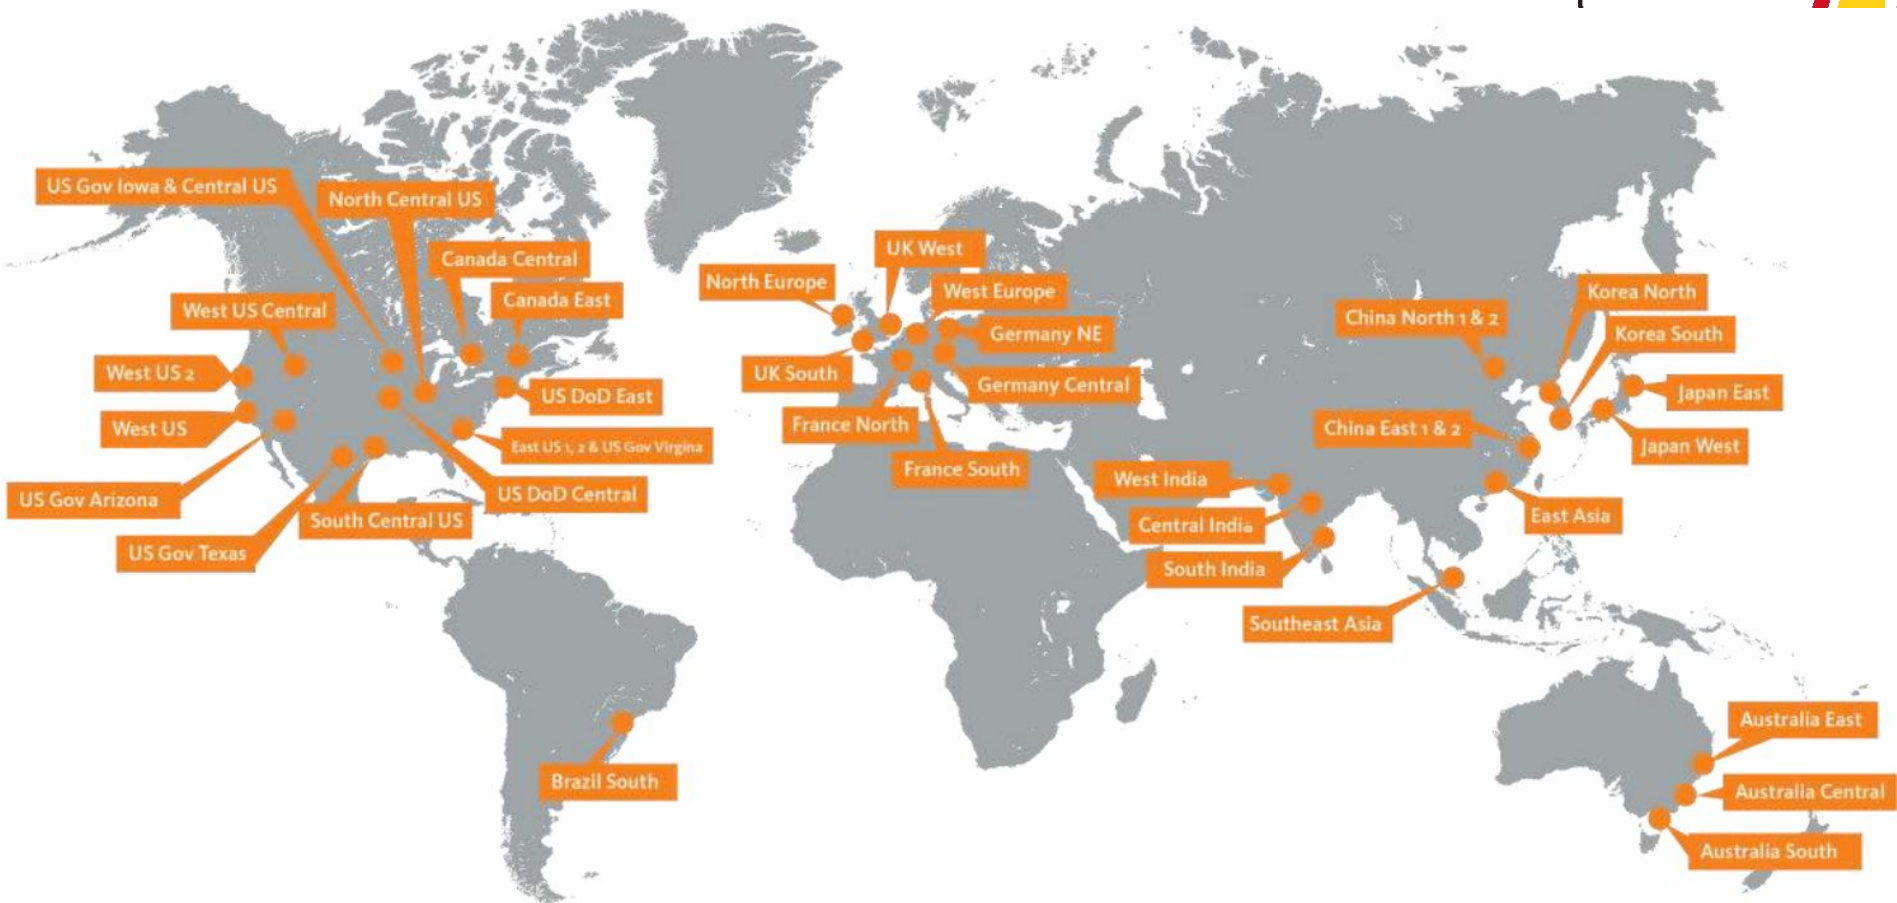 US Gov Iowa & Central US
North Central US
Canada Central
Canada East
West US Central
West US 2
West US
US DoD East
East US 1, 2 & US Gov Virgina
US DoD Central
US Gov Arizona
South Central US
US Gov Texas
Brazil South
UK West
North Europe
West Europe
Germany NE
UK South
Germany Central
France North
France South
Korea North
China North 1 & 2
Korea South
Japan East
China East 1 & 2
Japan West
West India
East Asia
Central India
South India
Southeast Asia
Australia East
Australia Central
Australia South